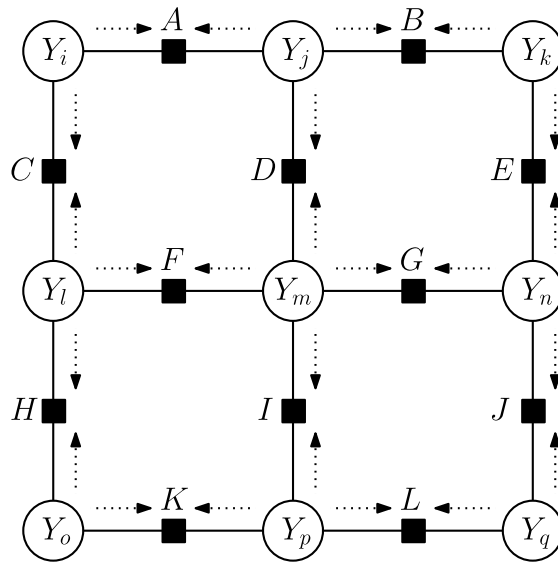 A B
Y_i Y_j Y_k
C D E
F G
Y_l Y_m Y_n
H I J
K L
Y_o Y_p Y_q